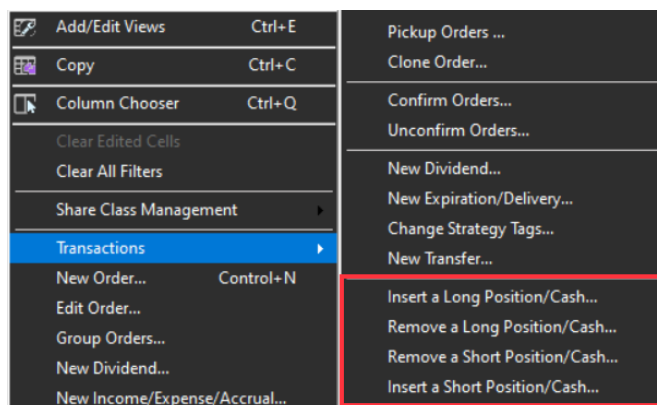 Add/Edit Views Ctrl+E
Copy Ctrl+C
Column Chooser Ctrl+Q
Clear Edited Cells
Clear All Filters
Share Class Management
Transactions
New Order... Control+N
Edit Order...
Group Orders...
New Dividend...
New Income/Expense/Accrual...
Pickup Orders ...
Clone Order...
Confirm Orders...
Unconfirm Orders...
New Dividend...
New Expiration/Delivery...
Change Strategy Tags...
New Transfer...
Insert a Long Position/Cash...
Remove a Long Position/Cash...
Remove a Short Position/Cash...
Insert a Short Position/Cash...